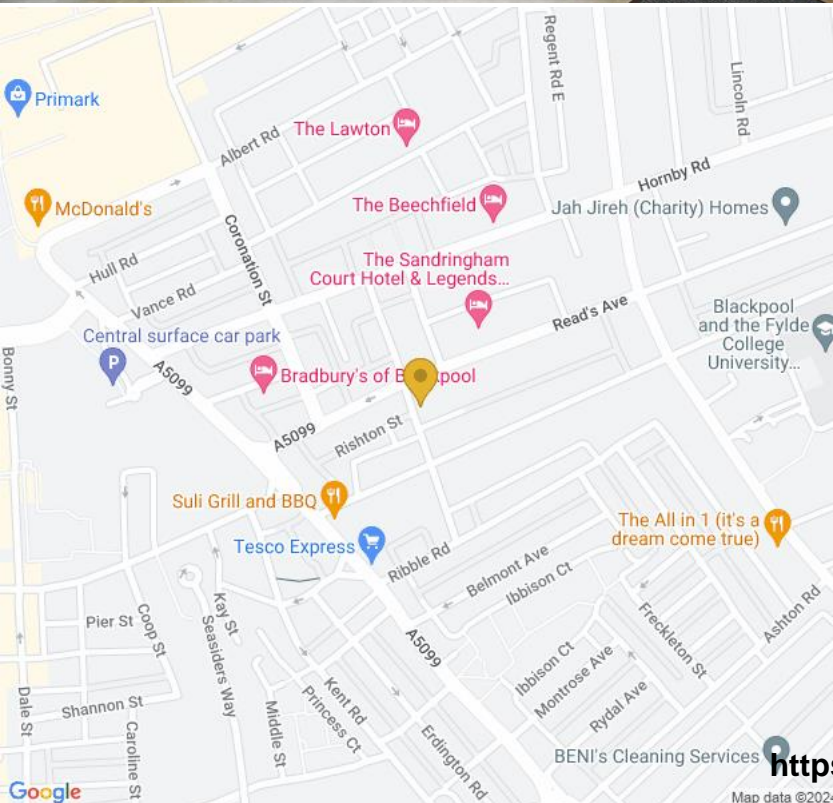 Regent Rd E
Lincoln Rd
Primark
The Lawton
Albert Rd
Hornby Rd
McDonald's
The Beechfield
Jah Jireh (Charity) Homes
Coronation St
Hull Rd
The Sandringham
Court Hotel & Legends...
Vance Rd
Read's Ave
Blackpool
and the Fylde
College
University...
Central surface car park
P
Bonny St
A5099
Bradbury's of B pool
A5099
Rishton St
Suli Grill and BBQ
The All in 1 (it's a
dream come true)
Tesco Express
Ribble Rd
Belmont Ave
Ibbison Ct
Kay St
Pier St
Coop St
Seasiders Way
Freckleton St
Ashton Rd
A5099
Ibbison Ct
Montrose Ave
Rydal Ave
Dale St
Shannon St
Caroline St
Middle St
Kent Rd
Princess Ct
Erdington Rd
BENI's Cleaning Services
https
Google
Map data ©2024